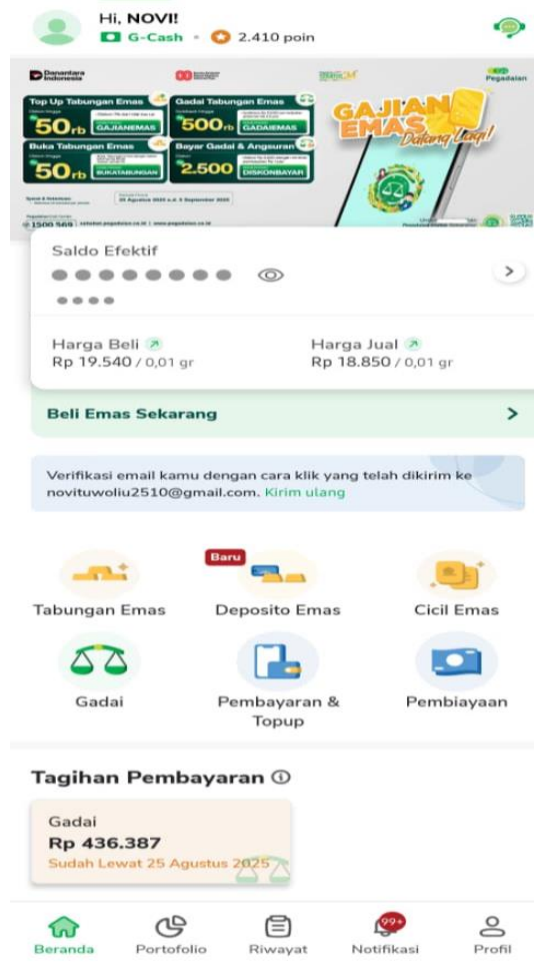 Hi, NOVI!
G-Cash • 2.410 poin
Danantara
Indonesia
Pegadaian
Top Up Tabungan Emas
50rb
GAJIANEMAS
Gadai Tabungan Emas
500rb
GADAIEMAS
Buka Tabungan Emas
50rb
BUKATABUNGAN
Bayar Gadai & Angsuran
2.500
DISKONBAYAR
GAJIAN
EMAS
Datang Lagi!
1500 569
Saldo Efektif
Harga Beli
Rp 19.540 / 0,01 gr
Harga Jual
Rp 18.850 / 0,01 gr
Beli Emas Sekarang
Verifikasi email kamu dengan cara klik yang telah dikirim ke
novituwoliu2510@gmail.com. Kirim ulang
Baru
Tabungan Emas
Deposito Emas
Cicil Emas
Gadai
Pembayaran &
Topup
Pembiayaan
Tagihan Pembayaran
Gadai
Rp 436.387
Sudah Lewat 25 Agustus 2025
99+
Beranda
Portofolio
Riwayat
Notifikasi
Profil